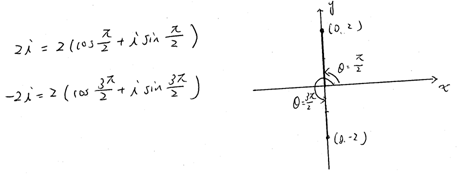 2i = 2(cos π/2 + i sin π/2)
-2i = 2(cos 3π/2 + i sin 3π/2)
y
(0.2)
θ = π/2
x
θ = 3π/2
(0.-2)